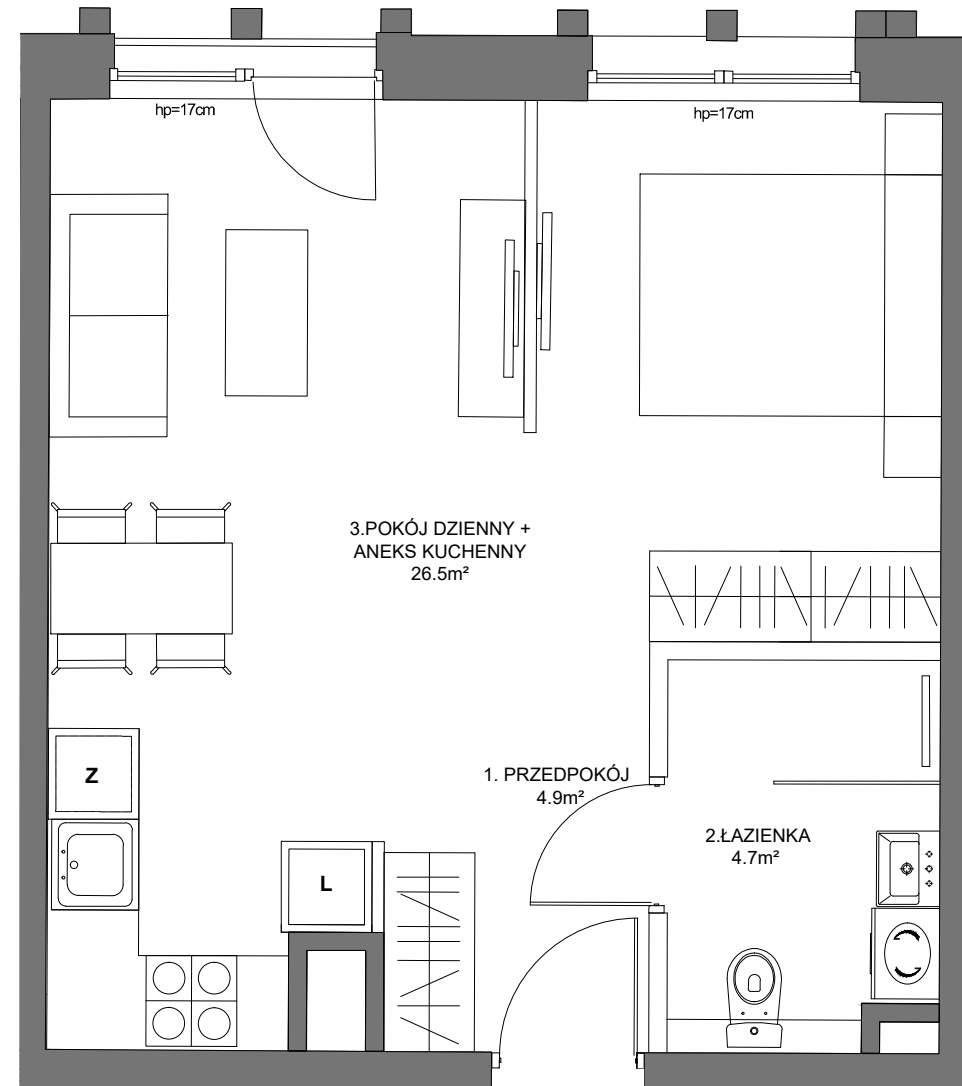 hp=17cm
hp=17cm
3.POKÓJ DZIENNY +
ANEKS KUCHENNY
26.5m²
1. PRZEDPOKÓJ
4.9m²
Z
2.ŁAZIENKA
4.7m²
L